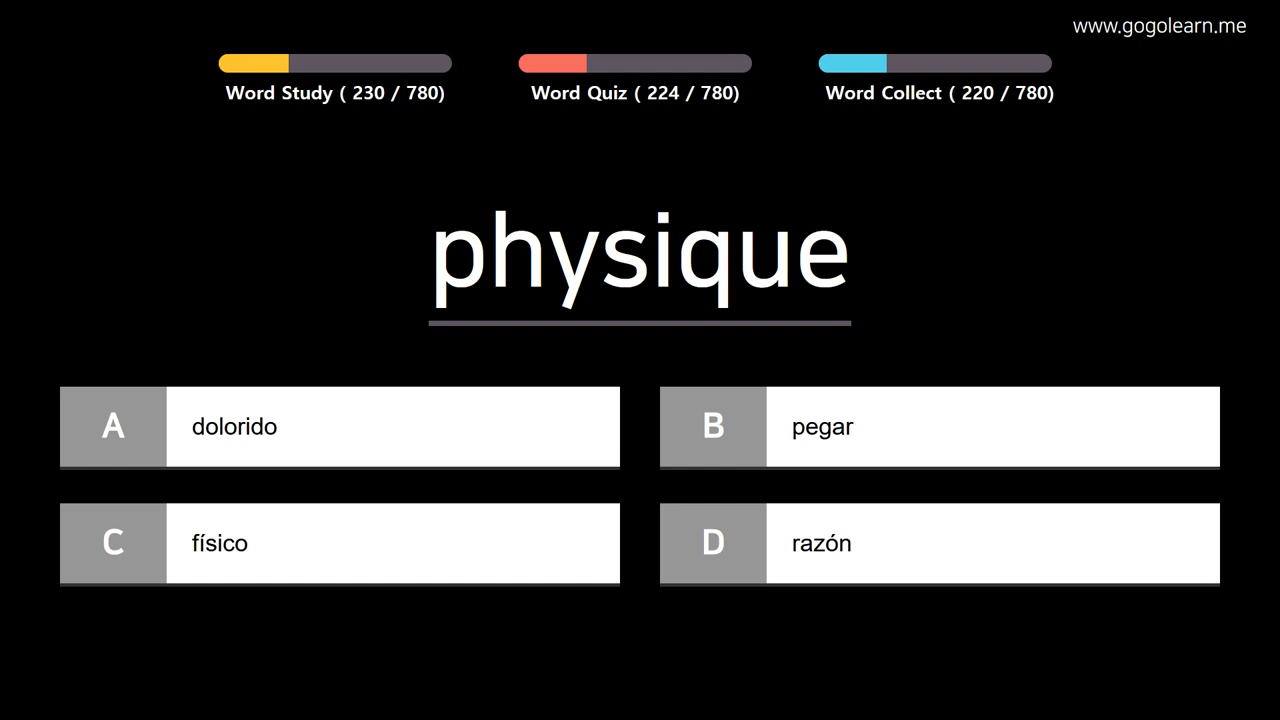 www.gogolearn.me
Word Study ( 230 / 780)
Word Quiz ( 224 / 780)
Word Collect ( 220 / 780)
physique
A dolorido
B pegar
C físico
D razón